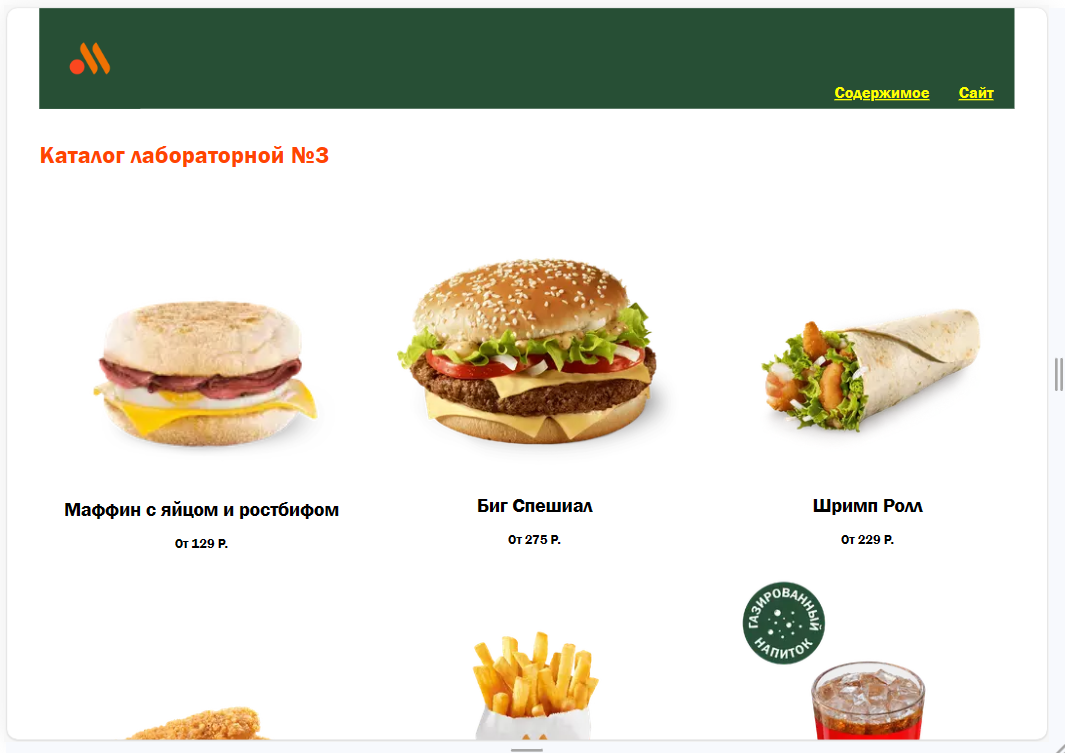 Содержимое Сайт
Каталог лабораторной №3
Маффин с яйцом и ростбифом
От 129 Р.
Биг Спешиал
От 275 Р.
Шримп Ролл
От 229 Р.
ГАЗИРОВАННЫЙ
НАПИТОК